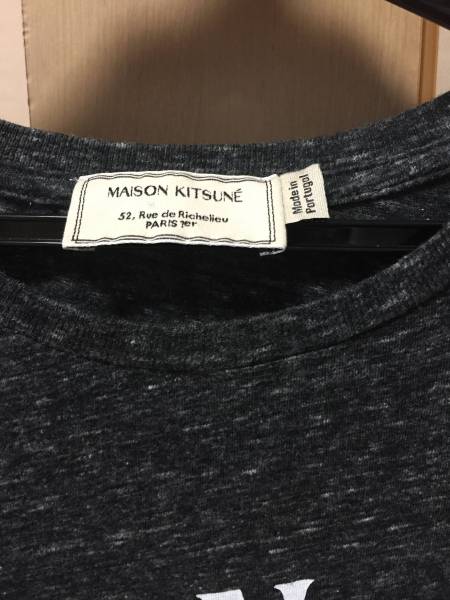 MAISON KITSUNÉ
52, Rue de Richelieu
PARIS 1er
Made in
Portugal
N